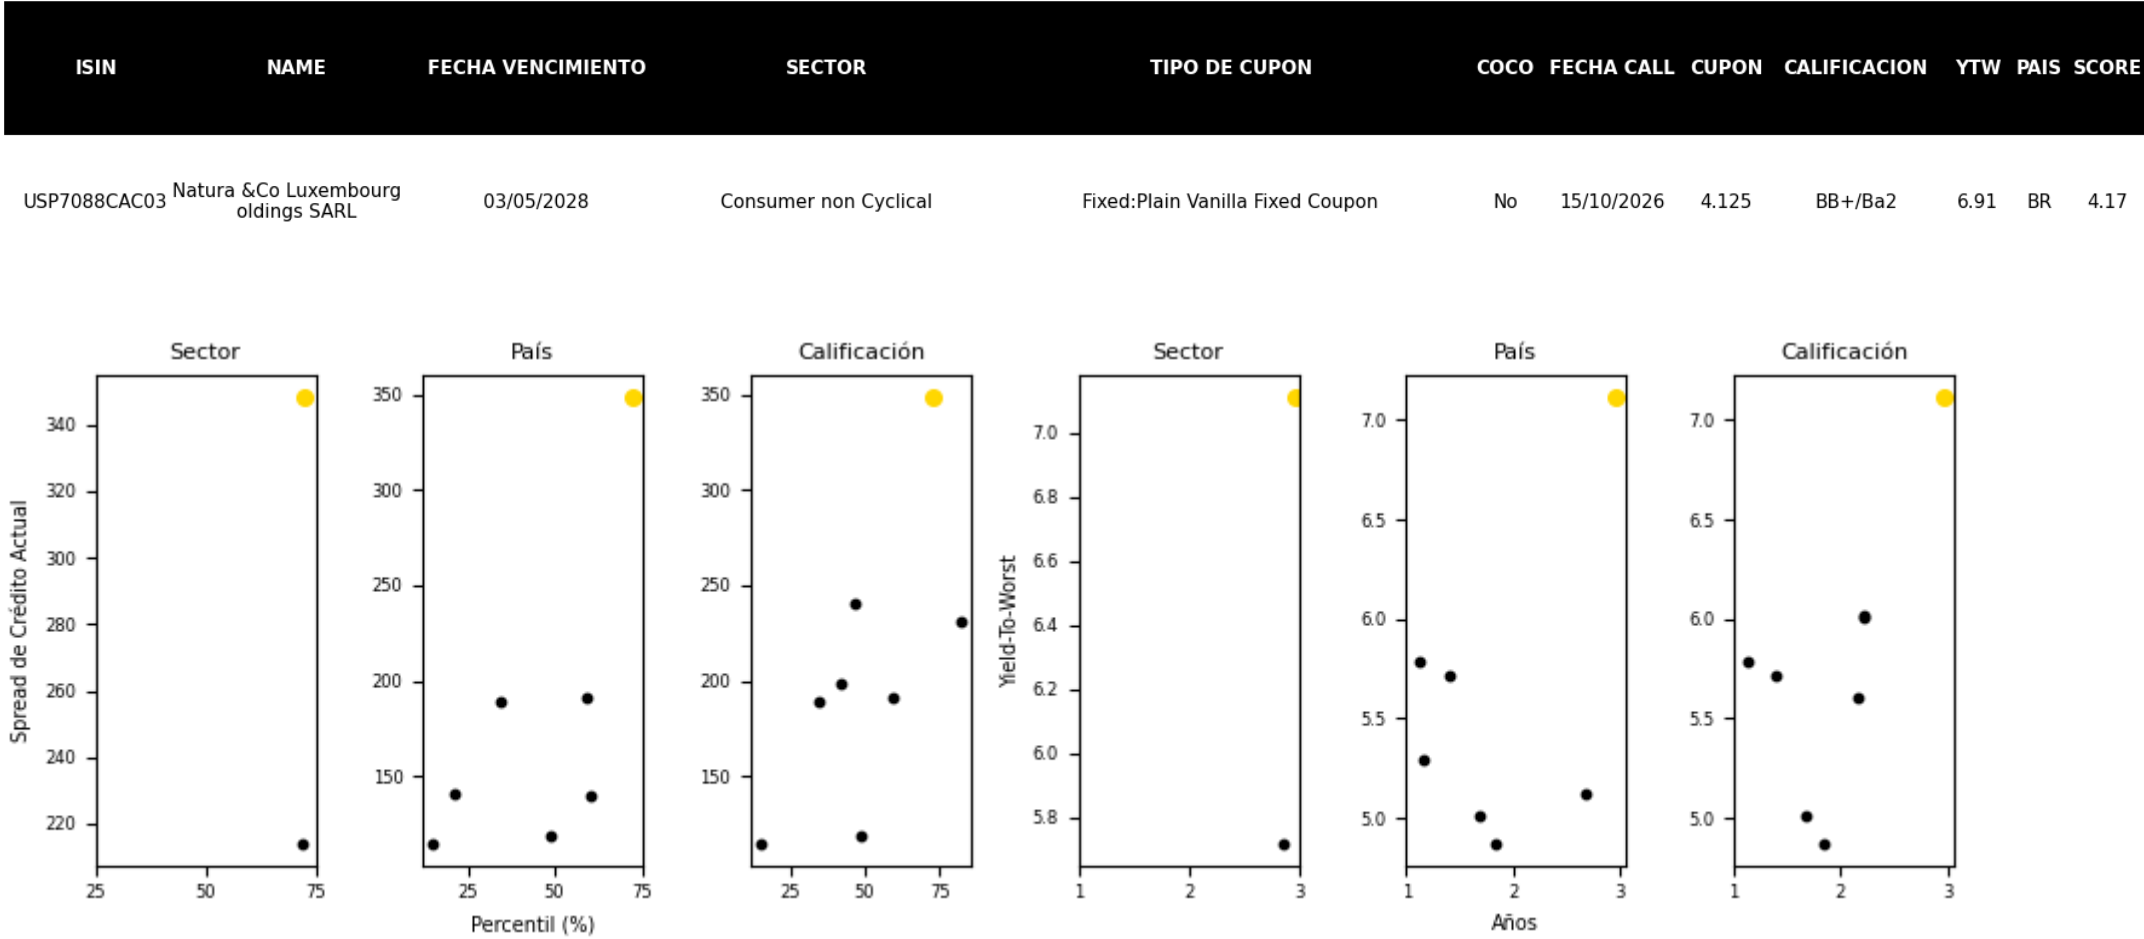 ISIN NAME FECHA VENCIMIENTO SECTOR TIPO DE CUPON COCO FECHA CALL CUPON CALIFICACION YTW PAIS SCORE
USP7088CAC03 Natura &Co Luxembourg oldings SARL 03/05/2028 Consumer non Cyclical Fixed:Plain Vanilla Fixed Coupon No 15/10/2026 4.125 BB+/Ba2 6.91 BR 4.17
Sector
Spread de Crédito Actual
340
320
300
280
260
240
220
25 50 75
País
350
300
250
200
150
25 50 75
Percentil (%)
Calificación
350
300
250
200
150
25 50 75
Sector
Yield-To-Worst
7.0
6.8
6.6
6.4
6.2
6.0
5.8
1 2 3
País
7.0
6.5
6.0
5.5
5.0
1 2 3
Años
Calificación
7.0
6.5
6.0
5.5
5.0
1 2 3